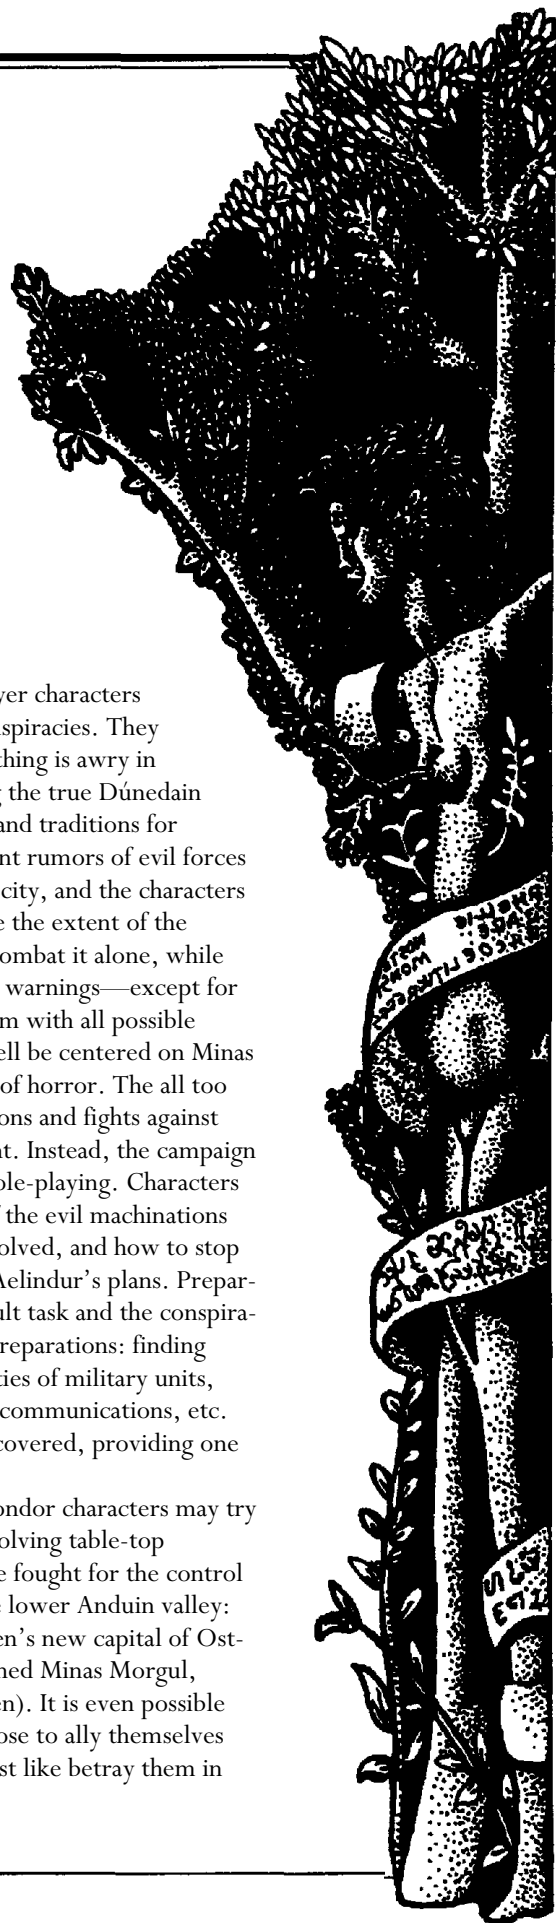 yer characters
spiracies. They
thing is awry in
the true Dúnedain
and traditions for
nt rumors of evil forces
city, and the characters
e the extent of the
ombat it alone, while
warnings—except for
m with all possible
ell be centered on Minas
of horror. The all too
ons and fights against
nt. Instead, the campaign
ole-playing. Characters
the evil machinations
olved, and how to stop
Aelindur’s plans. Prepar-
ult task and the conspira-
reparations: finding
ties of military units,
communications, etc.
covered, providing one
ondor characters may try
olving table-top
e fought for the control
lower Anduin valley:
en’s new capital of Ost-
ned Minas Morgul,
en). It is even possible
ose to ally themselves
st like betray them in